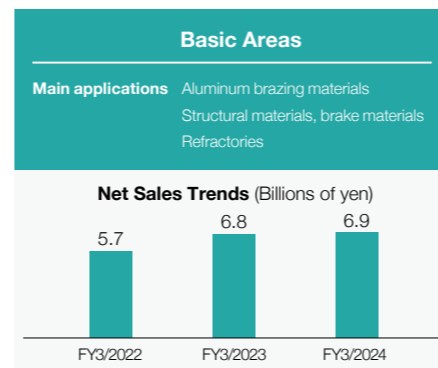 Basic Areas
Main applications Aluminum brazing materials
Structural materials, brake materials
Refractories
Net Sales Trends (Billions of yen)
5.7 6.8 6.9
FY3/2022 FY3/2023 FY3/2024